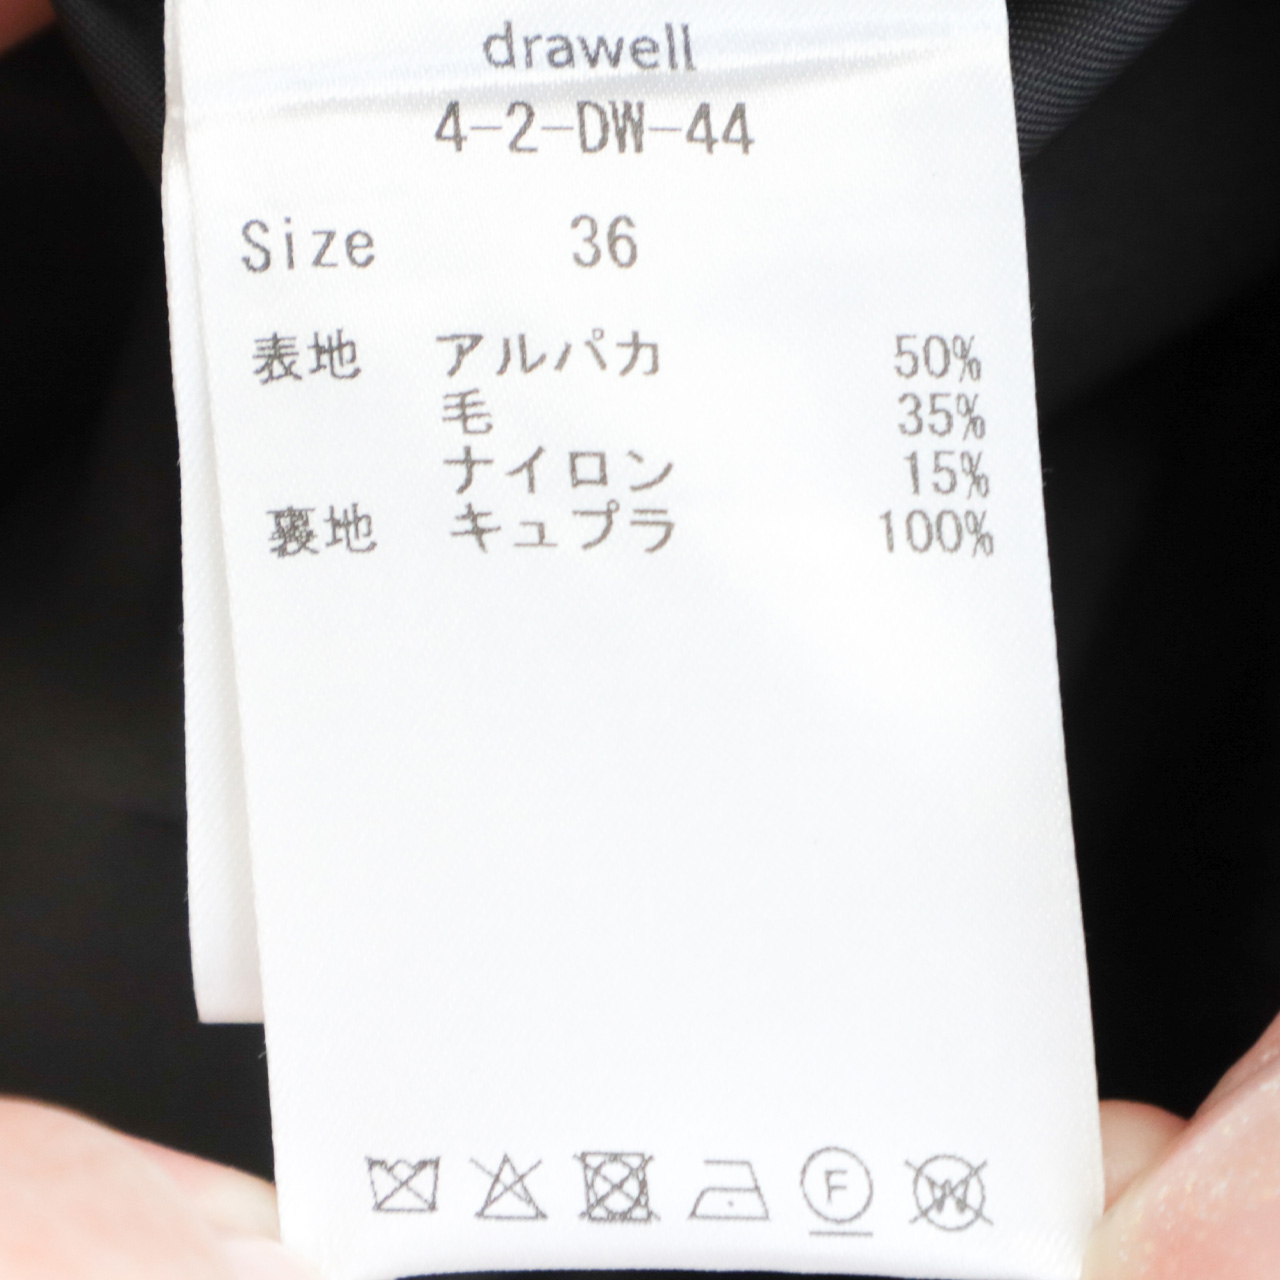 drawell
4-2-DW-44
Size 36
表地 アルパカ 50%
毛 35%
ナイロン 15%
裏地 キュプラ 100%
F W